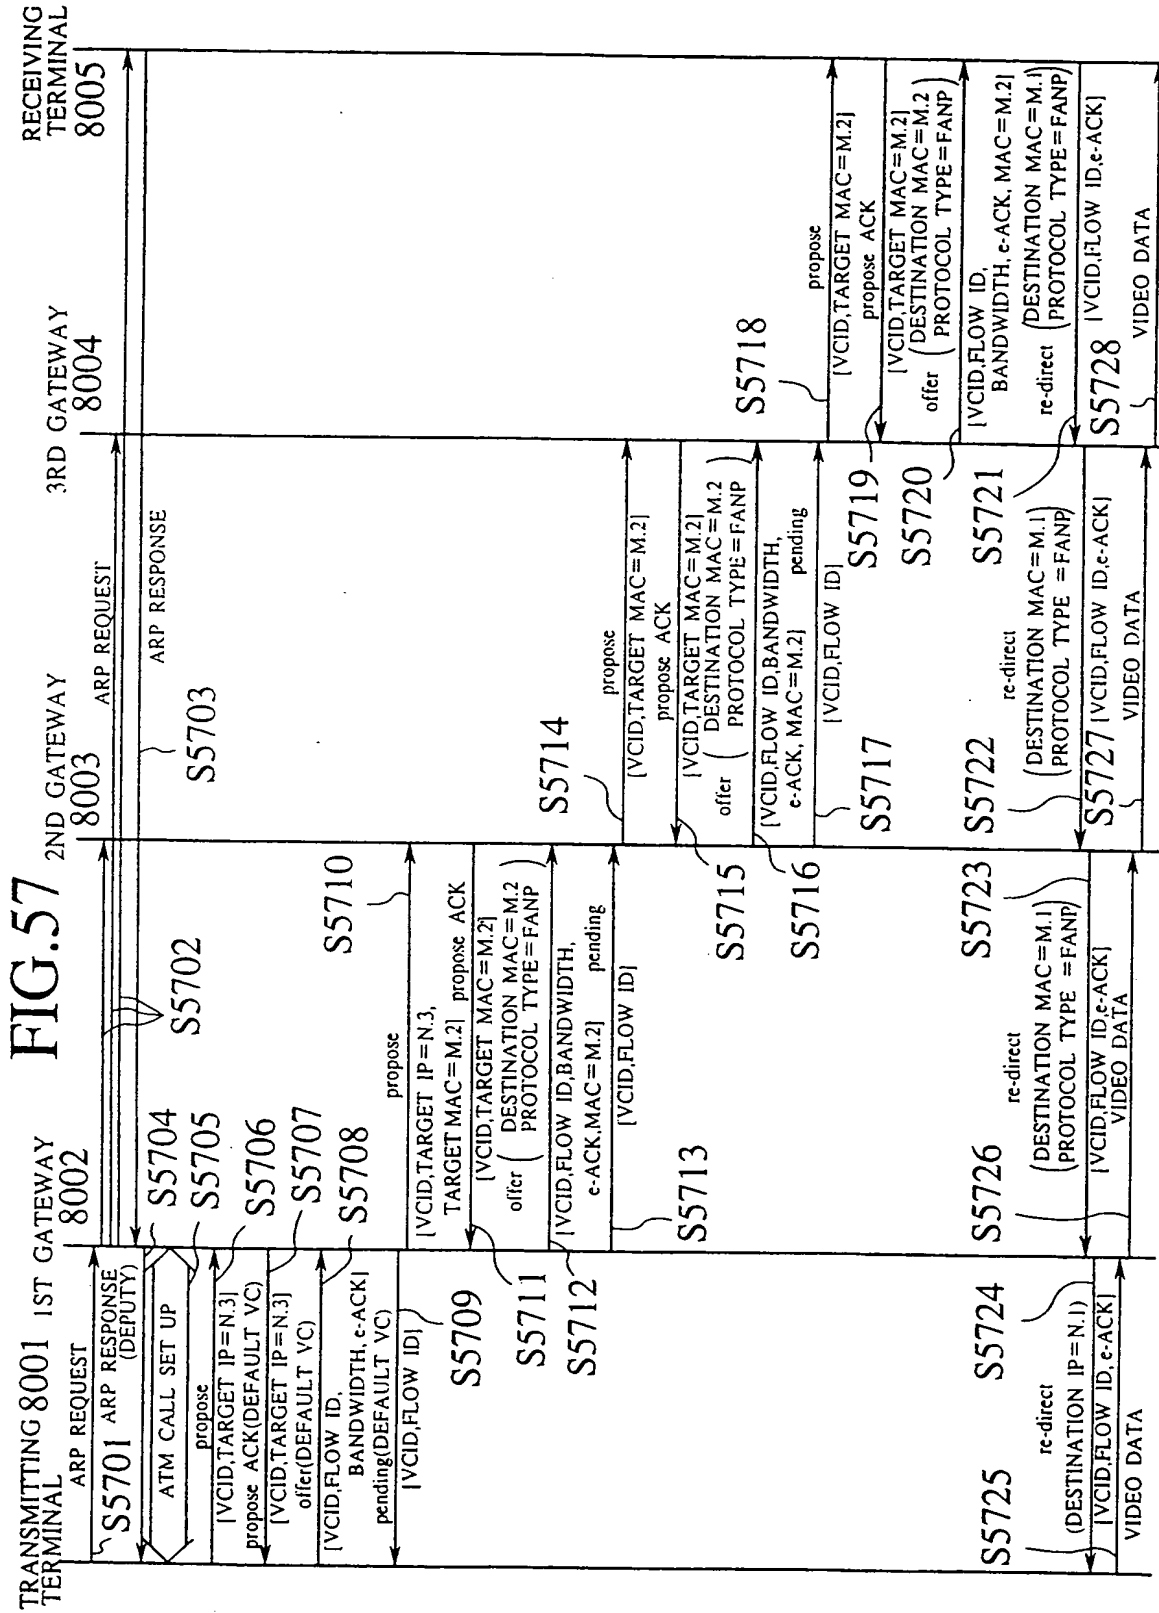 FIG.57
TRANSMITTING 8001
TERMINAL
1ST GATEWAY
8002
2ND GATEWAY
8003
3RD GATEWAY
8004
RECEIVING
TERMINAL
8005
ARP REQUEST
S5701
ARP RESPONSE
(DEPUTY)
ARP REQUEST
S5702
ARP RESPONSE
S5703
S5704
ATM CALL SET UP
S5705
propose
S5706
[VCID,TARGET IP=N.3]
propose ACK(DEFAULT VC)
S5707
[VCID,TARGET IP=N.3]
offer(DEFAULT VC)
S5708
[VCID,FLOW ID,
BANDWIDTH, e-ACK]
pending(DEFAULT VC)
[VCID,FLOW ID]
S5709
S5710
propose
[VCID,TARGET IP=N.3,
TARGET MAC=M.2]
propose ACK
[VCID,TARGET MAC=M.2]
S5711
offer
(DESTINATION MAC=M.2
PROTOCOL TYPE=FANP)
S5712
[VCID,FLOW ID,BANDWIDTH,
e-ACK,MAC=M.2]
pending
[VCID,FLOW ID]
S5713
S5714
propose
[VCID,TARGET MAC=M.2]
propose ACK
[VCID,TARGET MAC=M.2]
S5715
offer
(DESTINATION MAC=M.2
PROTOCOL TYPE=FANP)
S5716
[VCID,FLOW ID,BANDWIDTH,
e-ACK, MAC=M.2]
pending
[VCID,FLOW ID]
S5717
S5718
propose
[VCID,TARGET MAC=M.2]
propose ACK
S5719
[VCID,TARGET MAC=M.2]
offer
(DESTINATION MAC=M.2
PROTOCOL TYPE=FANP)
S5720
[VCID,FLOW ID,
BANDWIDTH, e-ACK, MAC=M.2]
re-direct
(DESTINATION MAC=M.1
PROTOCOL TYPE=FANP)
S5721
[VCID,FLOW ID,e-ACK]
re-direct
(DESTINATION MAC=M.1
PROTOCOL TYPE =FANP)
S5722
[VCID,FLOW ID,e-ACK]
re-direct
(DESTINATION MAC=M.1
PROTOCOL TYPE =FANP)
S5723
[VCID,FLOW ID,e-ACK]
re-direct
(DESTINATION IP=N.1)
S5724
[VCID,FLOW ID, e-ACK]
S5725
VIDEO DATA
S5726
VIDEO DATA
S5727
VIDEO DATA
S5728
VIDEO DATA